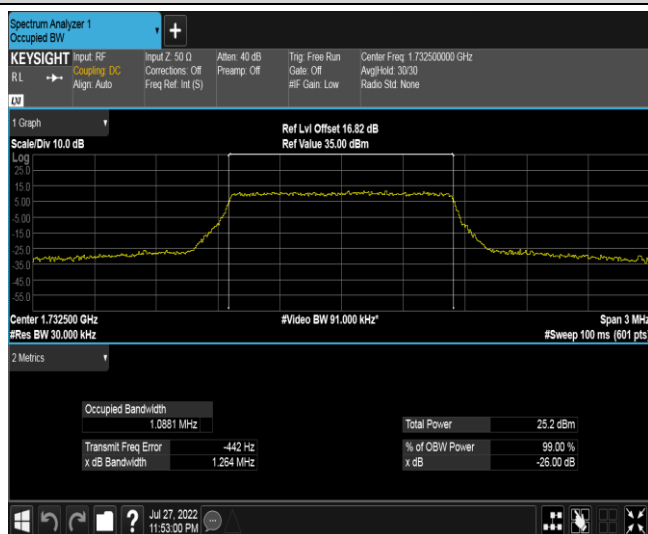 Spectrum Analyzer 1
Occupied BW
+
KEYSIGHT
R L
LXI
Input: RF
Coupling: DC
Align: Auto
Input Z: 50 Ω
Corrections: Off
Freq Ref: Int (S)
Atten: 40 dB
Preamp: Off
Trig: Free Run
Gate: Off
#IF Gain: Low
Center Freq: 1.732500000 GHz
Avg|Hold: 30/30
Radio Std: None
1 Graph
Scale/Div 10.0 dB
Ref Lvl Offset 16.82 dB
Ref Value 35.00 dBm
Log
25.0
15.0
5.00
-5.00
-15.0
-25.0
-35.0
-45.0
-55.0
Center 1.732500 GHz
#Video BW 91.000 kHz*
Span 3 MHz
#Res BW 30.000 kHz
#Sweep 100 ms (601 pts)
2 Metrics
Occupied Bandwidth
1.0881 MHz
Total Power 25.2 dBm
Transmit Freq Error -442 Hz
% of OBW Power 99.00 %
x dB Bandwidth 1.264 MHz
x dB -26.00 dB
?
Jul 27, 2022
11:53:00 PM